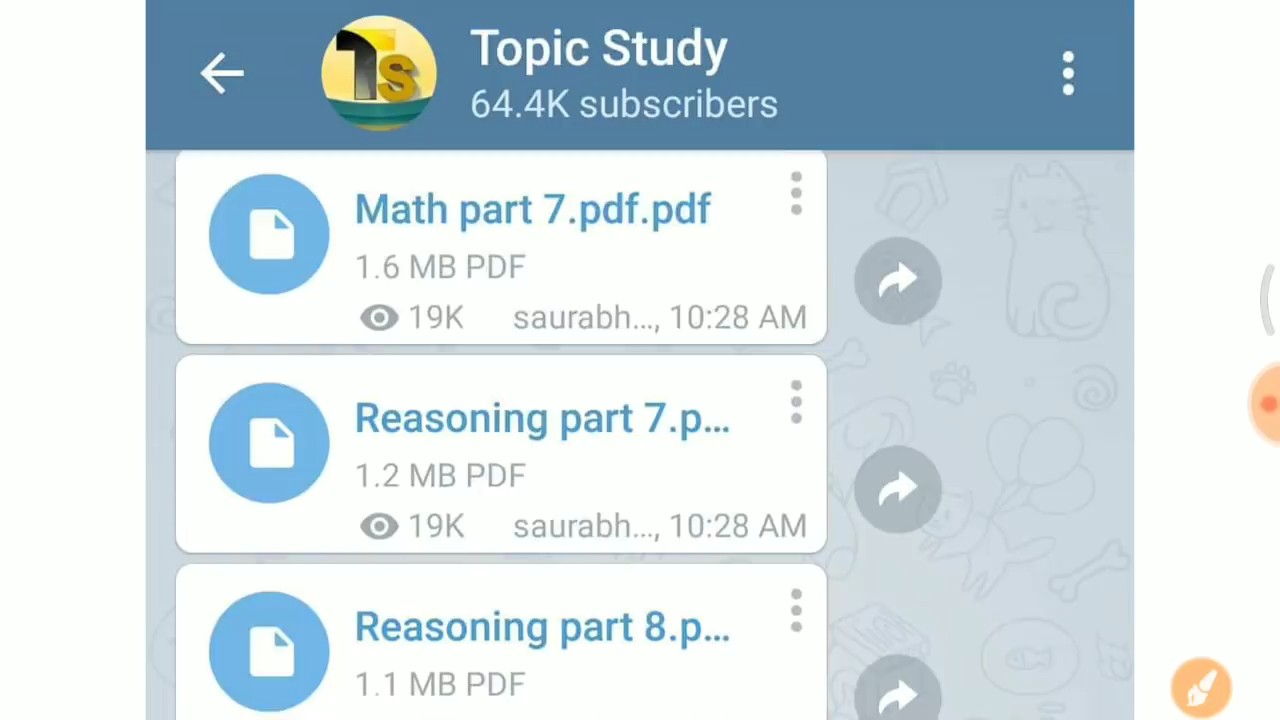 Ts
Topic Study
64.4K subscribers
Math part 7.pdf.pdf
1.6 MB PDF
19K saurabh..., 10:28 AM
Reasoning part 7.p...
1.2 MB PDF
19K saurabh..., 10:28 AM
Reasoning part 8.p...
1.1 MB PDF